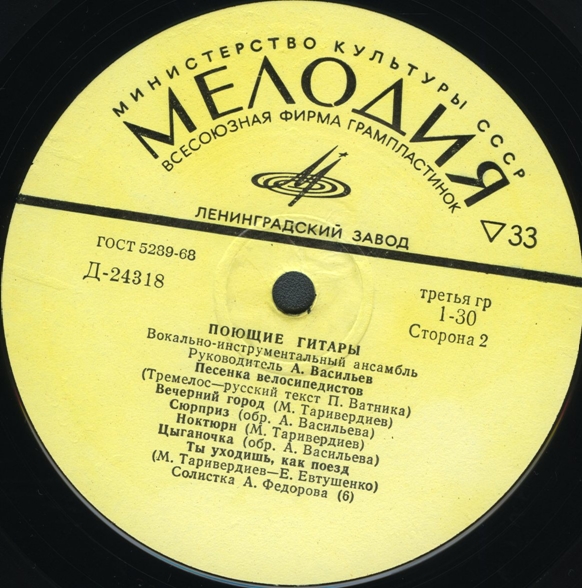 МИНИСТЕРСТВО КУЛЬТУРЫ СССР
МЕЛОДИЯ
ВСЕСОЮЗНАЯ ФИРМА ГРАМПЛАСТИНОК
ЛЕНИНГРАДСКИЙ ЗАВОД
33
ГОСТ 5289-68
Д-24318
третья гр
1-30
Сторона 2
ПОЮЩИЕ ГИТАРЫ
Вокально-инструментальный ансамбль
Руководитель А. Васильев
Песенка велосипедистов
(Тремелос—русский текст П. Ватника)
Вечерний город (М. Таривердиев)
Сюрприз (обр. А. Васильева)
Ноктюрн (М. Таривердиев)
Цыганочка (обр. А. Васильева)
Ты уходишь, как поезд
(М. Таривердиев—Е. Евтушенко)
Солистка А. Федорова (6)